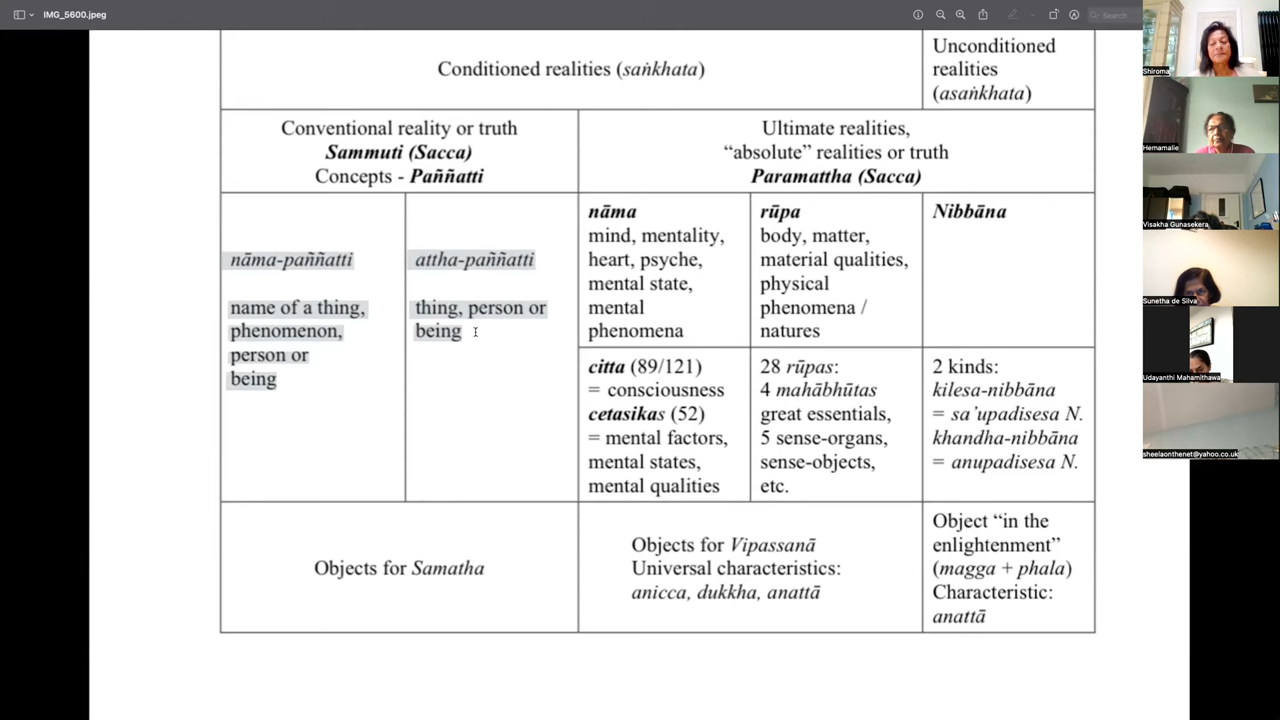 IMG_5600.jpeg
Search
Conditioned realities (saṅkhata)
Unconditioned
realities
(asaṅkhata)
Conventional reality or truth
Sammuti (Sacca)
Concepts - Paññatti
Ultimate realities,
“absolute” realities or truth
Paramattha (Sacca)
nāma-paññatti
name of a thing,
phenomenon,
person or
being
attha-paññatti
thing, person or
being
nāma
mind, mentality,
heart, psyche,
mental state,
mental
phenomena
rūpa
body, matter,
material qualities,
physical
phenomena /
natures
Nibbāna
citta (89/121)
= consciousness
cetasikas (52)
= mental factors,
mental states,
mental qualities
28 rūpas:
4 mahābhūtas
great essentials,
5 sense-organs,
sense-objects,
etc.
2 kinds:
kilesa-nibbāna
= sa’upadisesa N.
khandha-nibbāna
= anupadisesa N.
Objects for Samatha
Objects for Vipassanā
Universal characteristics:
anicca, dukkha, anattā
Object “in the
enlightenment”
(magga + phala)
Characteristic:
anattā
Shiroma
Hemamalie
Visakha Gunasekera
Sunetha de Silva
Udayanthi Mahamithawa
sheelaonthenet@yahoo.co.uk